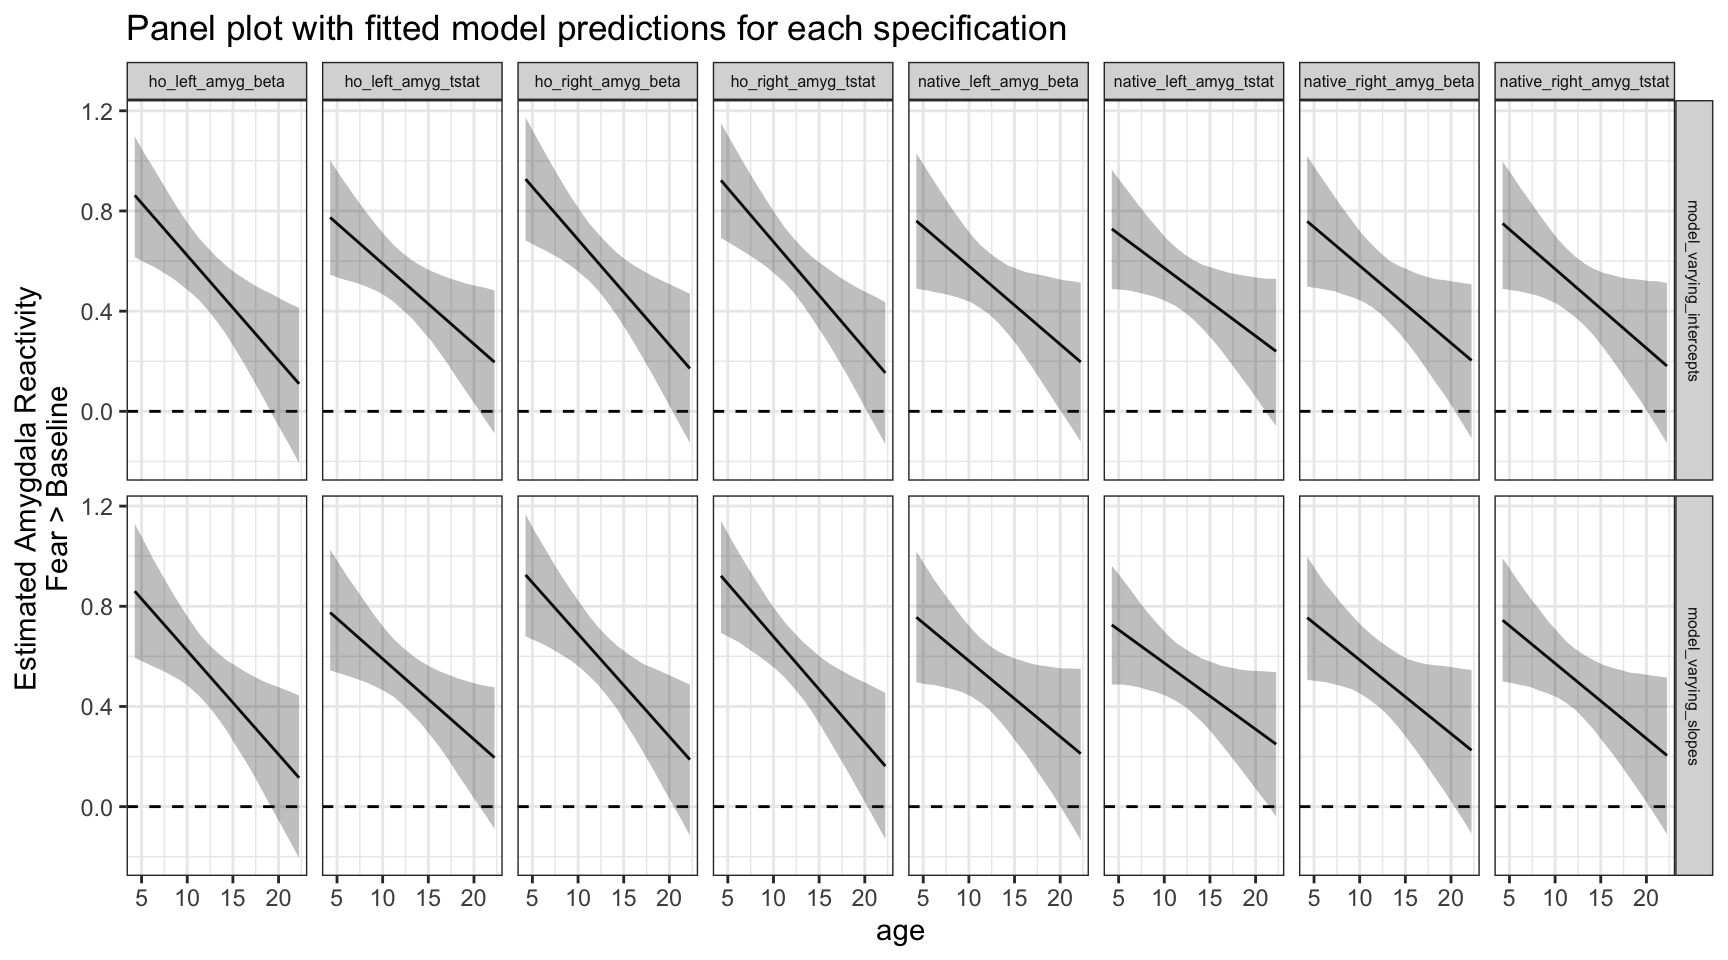 Panel plot with fitted model predictions for each specification
ho_left_amyg_beta
ho_left_amyg_tstat
ho_right_amyg_beta
ho_right_amyg_tstat
native_left_amyg_beta
native_left_amyg_tstat
native_right_amyg_beta
native_right_amyg_tstat
Estimated Amygdala Reactivity
Fear > Baseline
1.2
0.8
0.4
0.0
model_varying_intercepts
1.2
0.8
0.4
0.0
model_varying_slopes
5 10 15 20
5 10 15 20
5 10 15 20
5 10 15 20
5 10 15 20
5 10 15 20
5 10 15 20
5 10 15 20
age